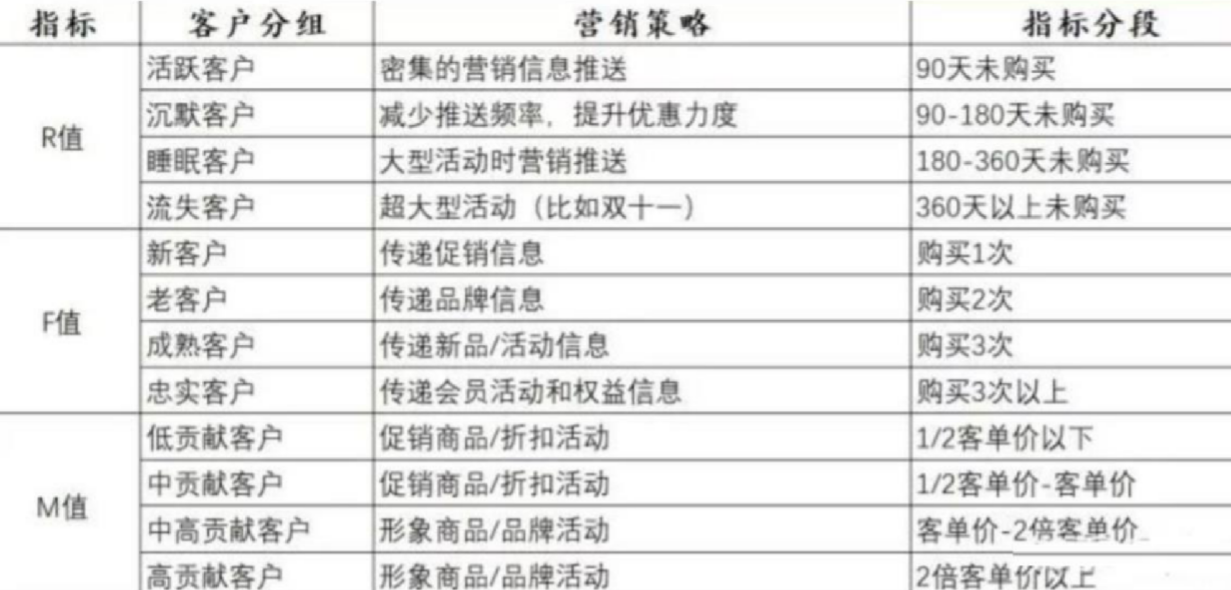 指标 客户分组 营销策略 指标分段
R值
活跃客户 密集的营销信息推送 90天未购买
沉默客户 减少推送频率，提升优惠力度 90-180天未购买
睡眠客户 大型活动时营销推送 180-360天未购买
流失客户 超大型活动（比如双十一） 360天以上未购买
F值
新客户 传递促销信息 购买1次
老客户 传递品牌信息 购买2次
成熟客户 传递新品/活动信息 购买3次
忠实客户 传递会员活动和权益信息 购买3次以上
M值
低贡献客户 促销商品/折扣活动 1/2客单价以下
中贡献客户 促销商品/折扣活动 1/2客单价-客单价
中高贡献客户 形象商品/品牌活动 客单价-2倍客单价
高贡献客户 形象商品/品牌活动 2倍客单价以上